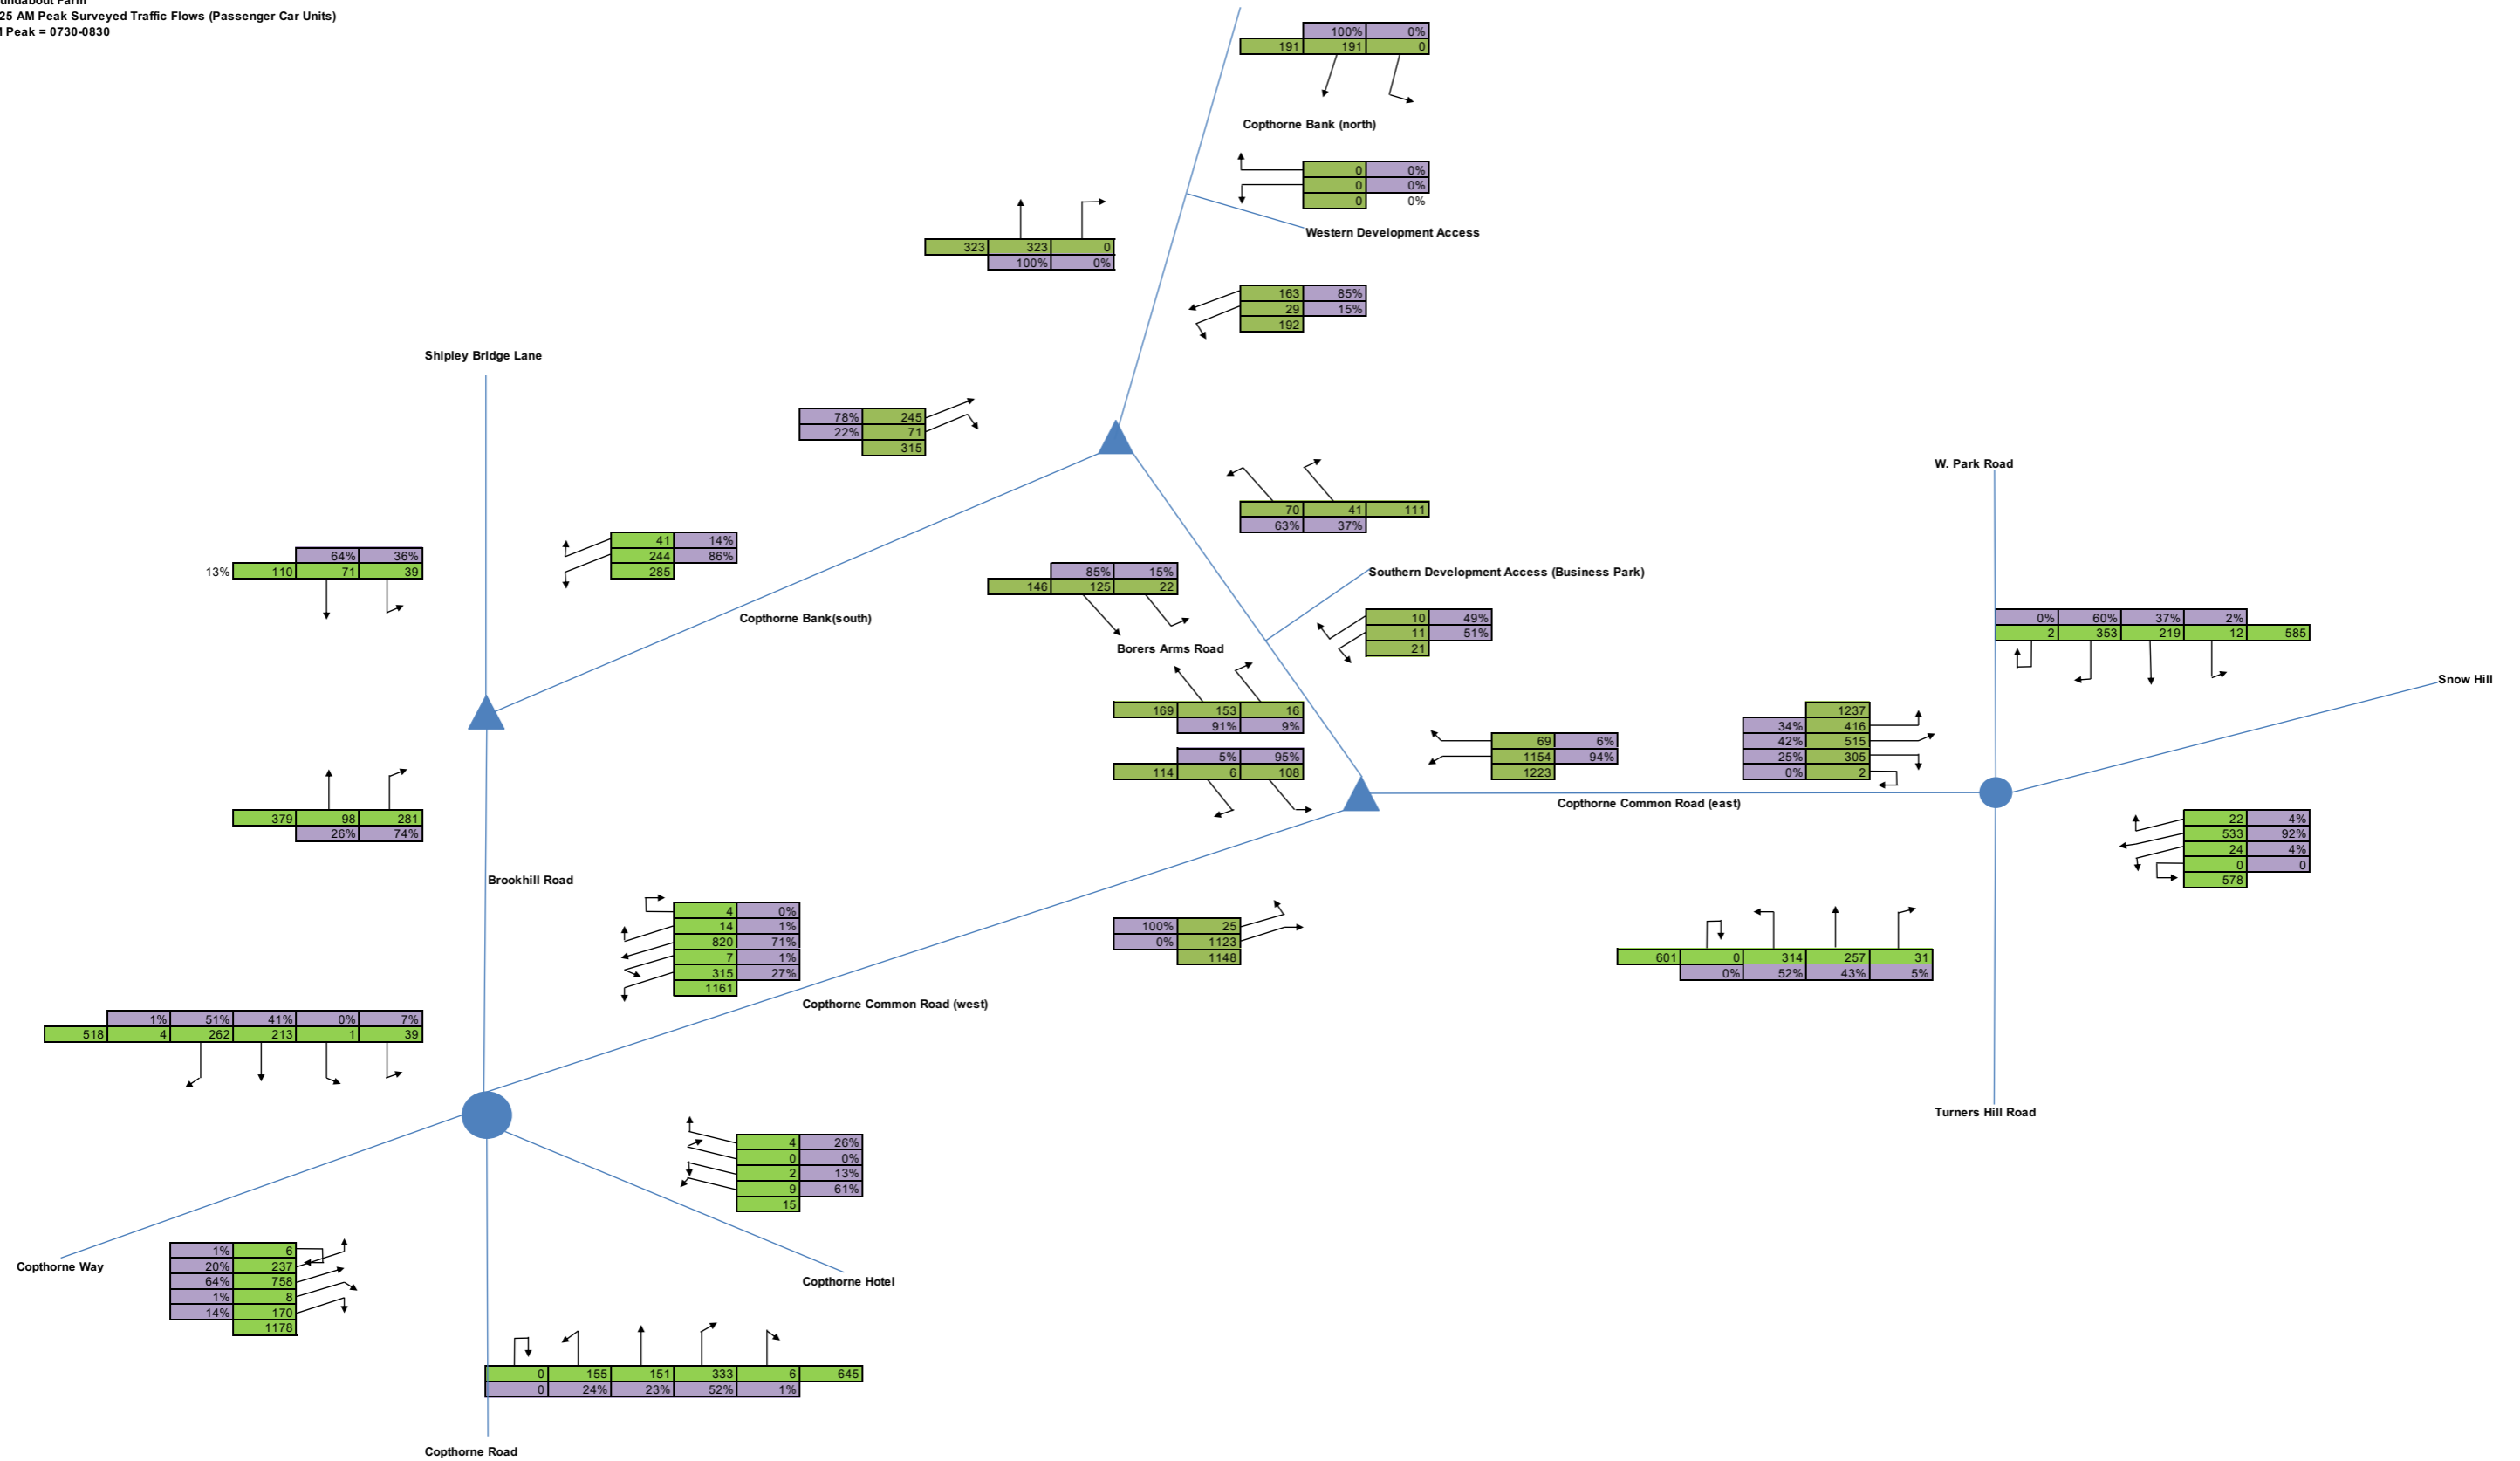 25 AM Peak Surveyed Traffic Flows (Passenger Car Units)
Peak = 0730-0830
100% 0%
191 191 0
Copthorne Bank (north)
0 0%
0 0%
0 0%
Western Development Access
323 323 0
100% 0%
163 85%
29 15%
192
Shipley Bridge Lane
78% 245
22% 71
315
W. Park Road
70 41 111
63% 37%
64% 36%
13% 110 71 39
41 14%
244 86%
285
85% 15%
146 125 22
Southern Development Access (Business Park)
Copthorne Bank(south)
10 49%
11 51%
21
0% 60% 37% 2%
2 353 219 12 585
Borers Arms Road
Snow Hill
169 153 16
91% 9%
69 6%
1154 94%
1223
1237
34% 416
42% 515
25% 305
0% 2
5% 95%
114 6 108
Copthorne Common Road (east)
379 98 281
26% 74%
22 4%
533 92%
24 4%
0 0
578
Brookhill Road
4 0%
14 1%
820 71%
7 1%
315 27%
1161
100% 25
0% 1123
1148
601 0 314 257 31
0% 52% 43% 5%
Copthorne Common Road (west)
1% 51% 41% 0% 7%
518 4 262 213 1 39
Turners Hill Road
4 26%
0 0%
2 13%
9 61%
15
Copthorne Way
1% 6
20% 237
64% 758
1% 8
14% 170
1178
Copthorne Hotel
0 155 151 333 6 645
0 24% 23% 52% 1%
Copthorne Road